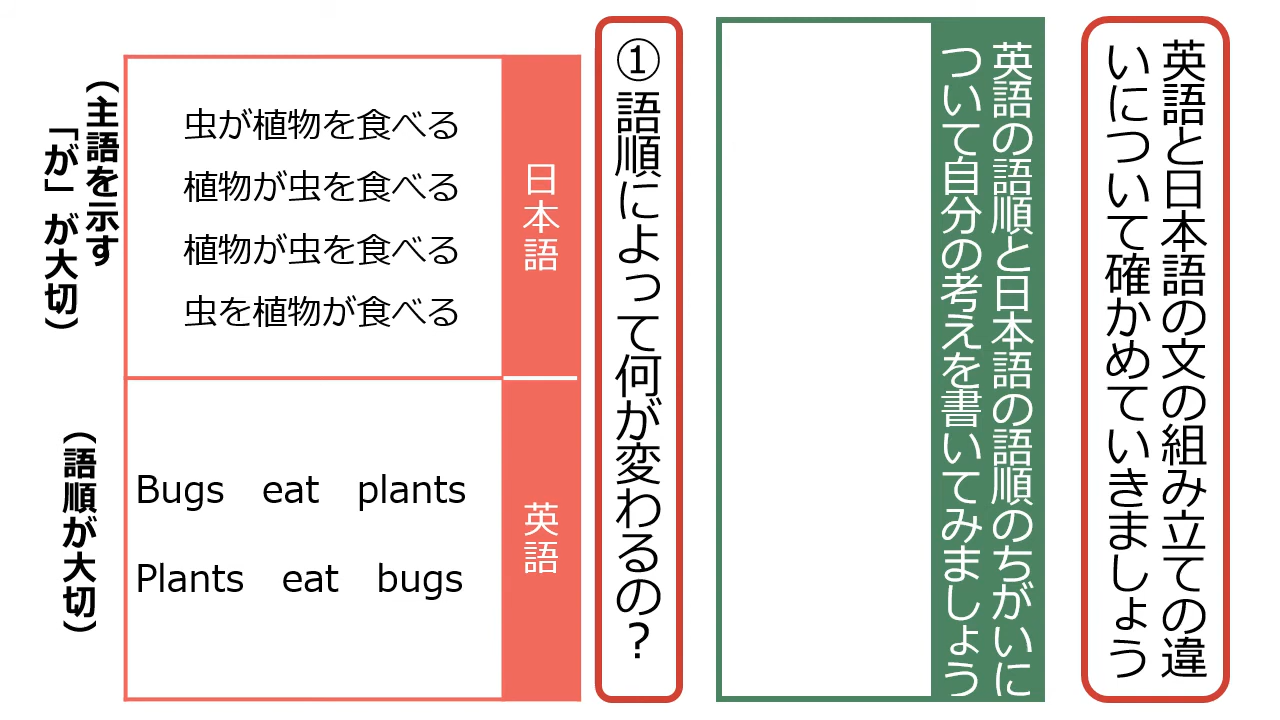 英語と日本語の文の組み立ての違
いについて確かめていきましょう
英語の語順と日本語の語順のちがいに
ついて自分の考えを書いてみましょう
①語順によって何が変わるの？
日本語
虫が植物を食べる
植物が虫を食べる
植物が虫を食べる
虫を植物が食べる
（主語を示す
「が」が大切）
英語
Bugs eat plants
Plants eat bugs
（語順が大切）